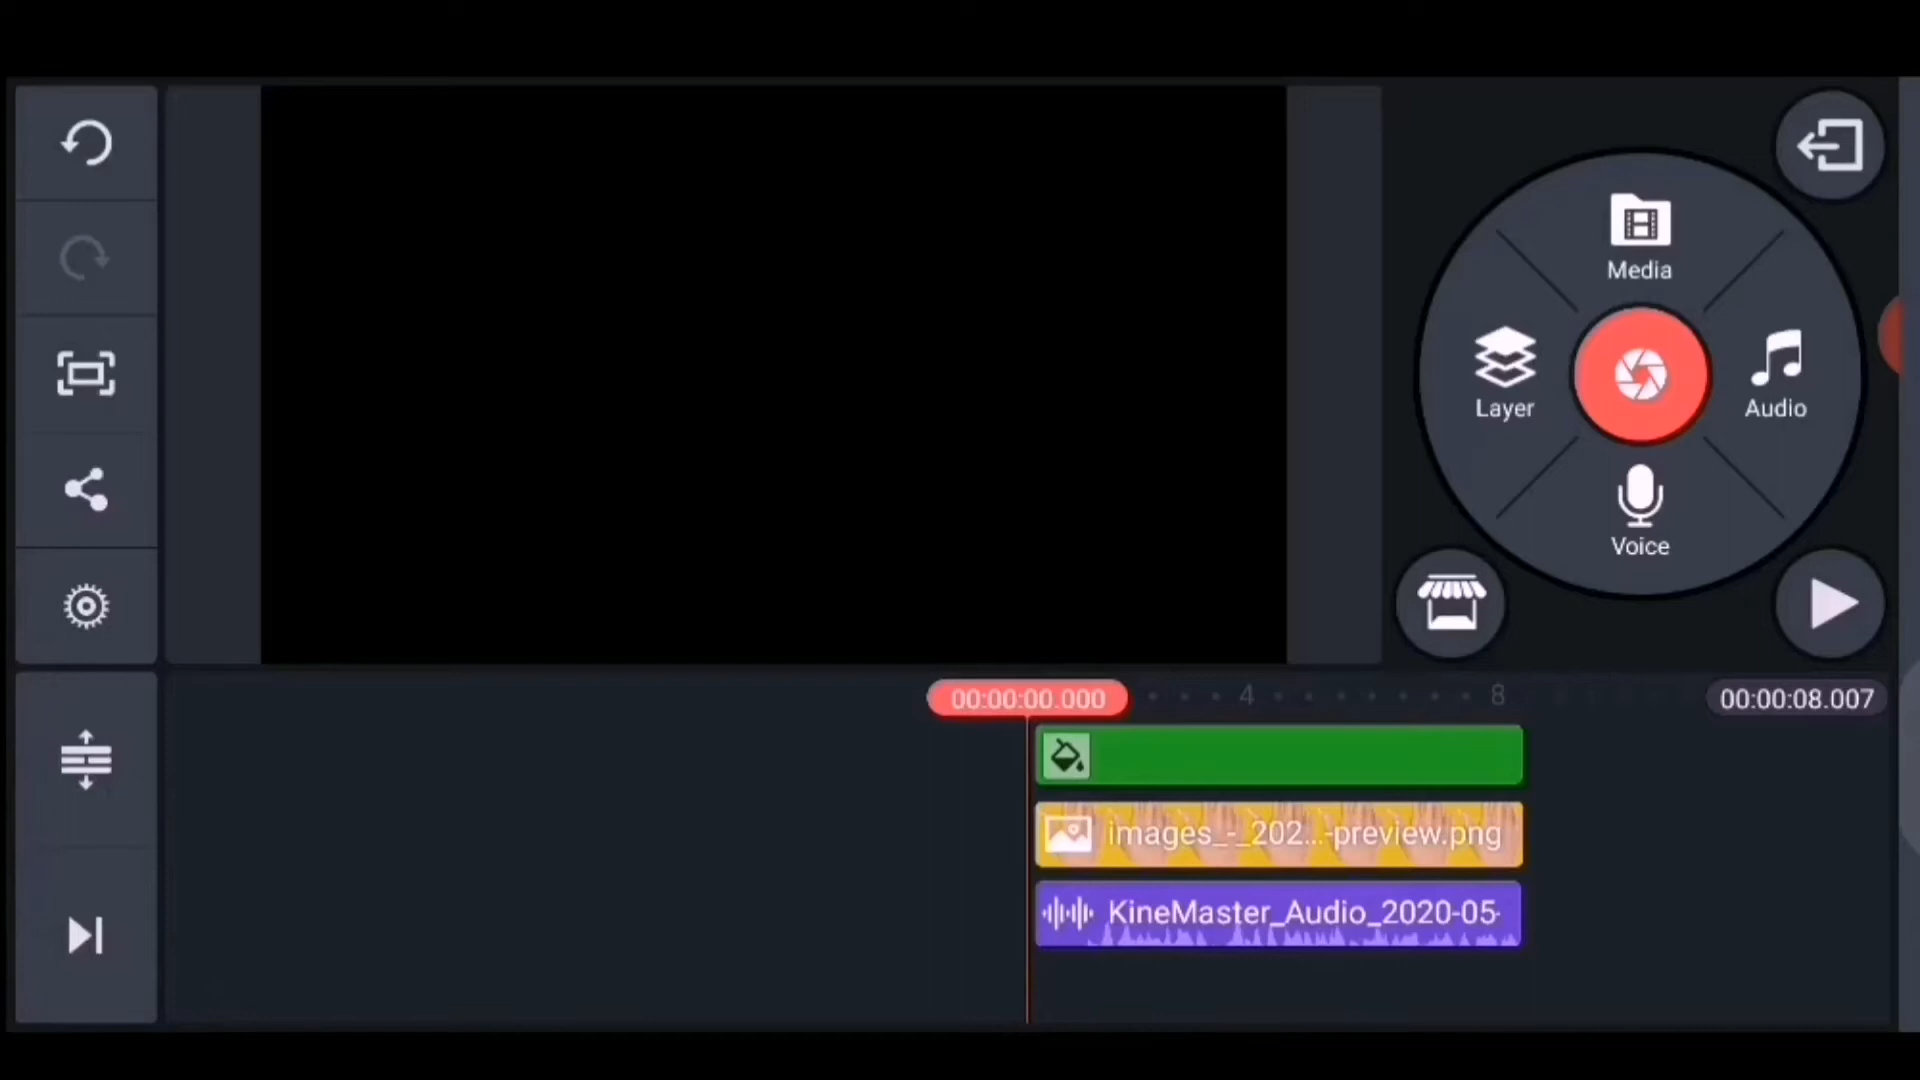 Media
Layer
Audio
Voice
00:00:00.000
4
8
00:00:08.007
images_-_202...-preview.png
KineMaster_Audio_2020-05-